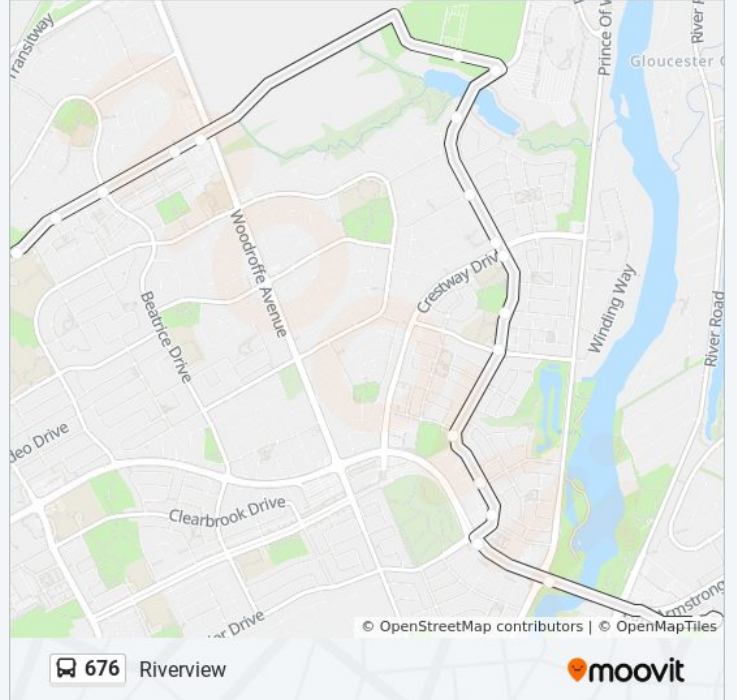 Transitway
Prince Of W
River R
Gloucester C
Woodroffe Avenue
Crestway Driv
Winding Way
Beatrice Drive
River Road
deo Drive
Clearbrook Drive
Armstrong
er Drive
© OpenStreetMap contributors | © OpenMapTiles
676 Riverview
moovit